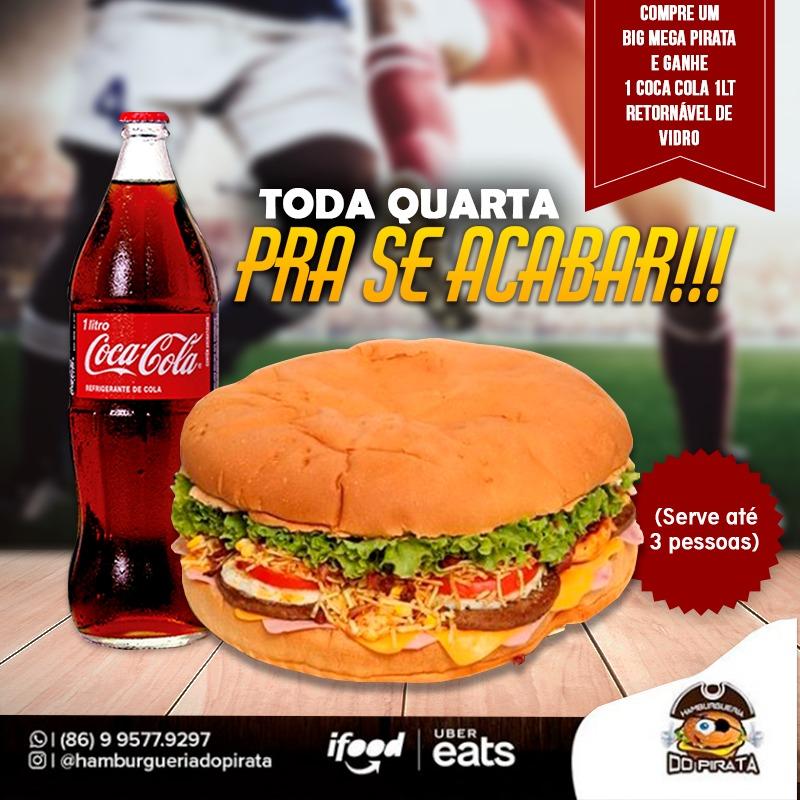 COMPRE UM
BIG MEGA PIRATA
E GANHE
1 COCA COLA 1LT
RETORNÁVEL DE
VIDRO
TODA QUARTA
PRA SE ACABAR!!!
1 litro
Coca-Cola
REFRIGERANTE DE COLA
(Serve até
3 pessoas)
| (86) 9 9577.9297
| @hamburgueriadopirata
ifood
UBER
eats
HAMBURGUERIA
DO PIRATA